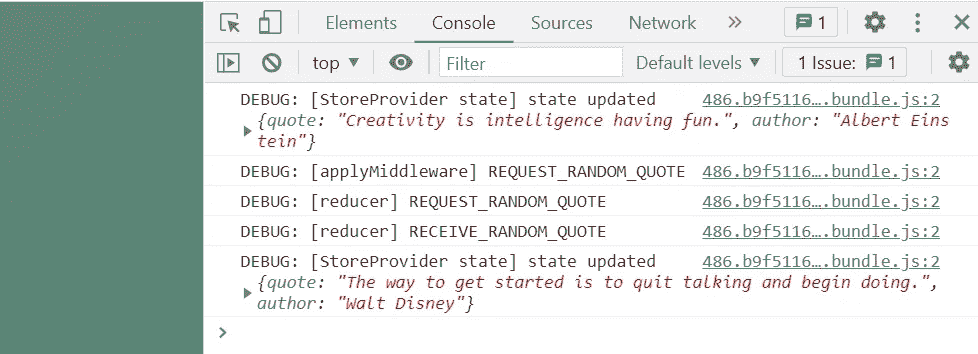 Elements Console Sources Network » 1
top ▼ Filter Default levels ▼ 1 Issue: 1
DEBUG: [StoreProvider state] state updated 486.b9f5116….bundle.js:2
{quote: "Creativity is intelligence having fun.", author: "Albert Eins
tein"}
DEBUG: [applyMiddleware] REQUEST_RANDOM_QUOTE 486.b9f5116….bundle.js:2
DEBUG: [reducer] REQUEST_RANDOM_QUOTE 486.b9f5116….bundle.js:2
DEBUG: [reducer] RECEIVE_RANDOM_QUOTE 486.b9f5116….bundle.js:2
DEBUG: [StoreProvider state] state updated 486.b9f5116….bundle.js:2
{quote: "The way to get started is to quit talking and begin doing.",
author: "Walt Disney"}
>